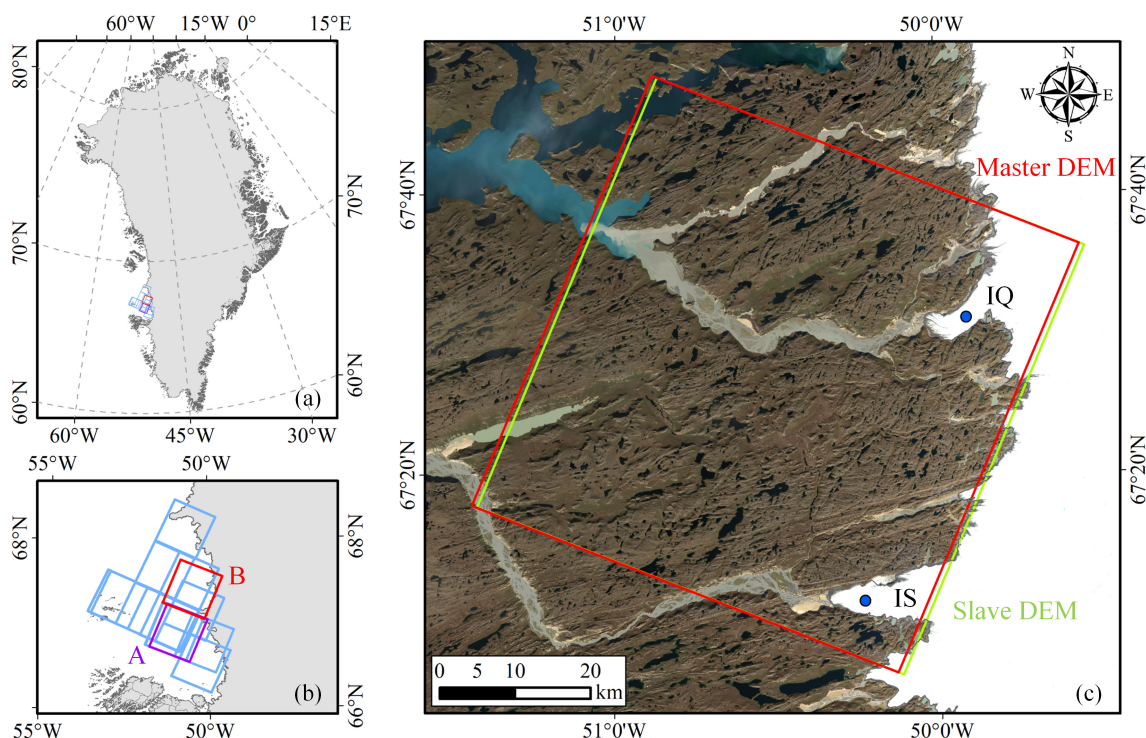 60°W 15°W 0° 15°E
80°N
70°N
60°N
70°N
60°N
(a)
60°W 45°W 30°W
55°W 50°W
68°N
68°N
B
A
66°N
(b)
55°W 50°W
51°0'W 50°0'W
N
W E
S
67°40'N
Master DEM
67°40'N
IQ
67°20'N
67°20'N
IS
Slave DEM
0 5 10 20
km
(c)
51°0'W 50°0'W